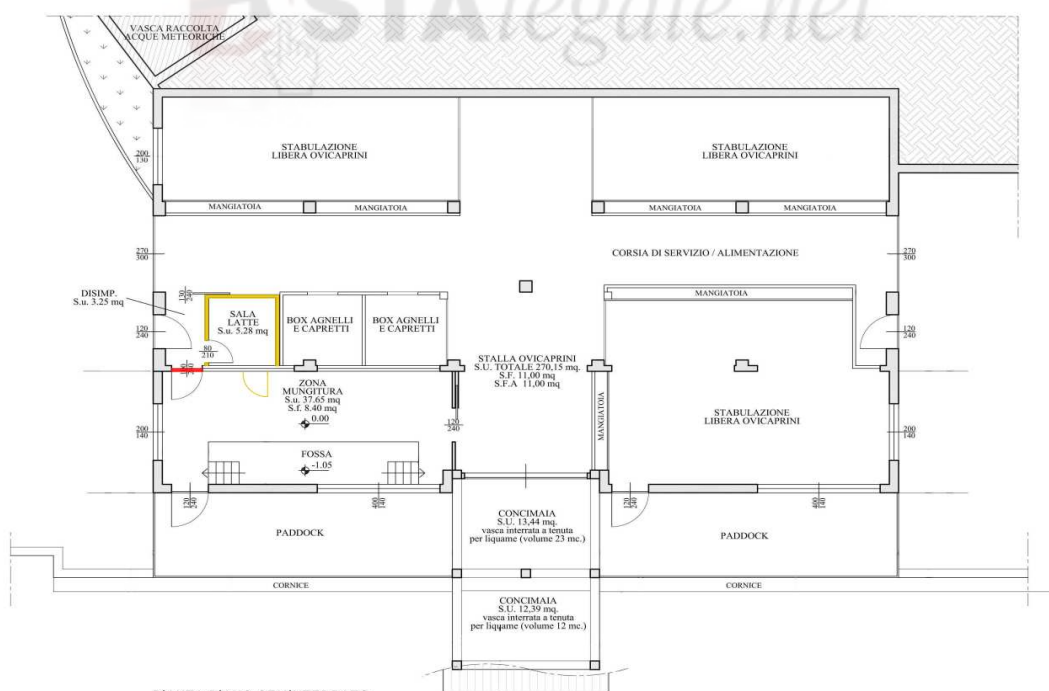 ASTAlegale.net
VASCA RACCOLTA
ACQUE METEORICHE
STABULAZIONE
LIBERA OVICAPRINI
STABULAZIONE
LIBERA OVICAPRINI
200
130
MANGIATOIA
MANGIATOIA
MANGIATOIA
MANGIATOIA
270
300
CORSIA DI SERVIZIO / ALIMENTAZIONE
270
300
DISIMP.
S.u. 3.25 mq
130
240
MANGIATOIA
SALA
LATTE
S.u. 5,28 mq
BOX AGNELLI
E CAPRETTI
BOX AGNELLI
E CAPRETTI
120
240
120
240
80
210
STALLA OVICAPRINI
S.U. TOTALE 270,15 mq.
S.F. 11,00 mq
S.F.A 11,00 mq
ZONA
MUNGITURA
S.u. 37.65 mq
S.f. 8.40 mq
0.00
MANGIATOIA
STABULAZIONE
LIBERA OVICAPRINI
200
140
120
240
200
140
FOSSA
-1.05
120
240
400
140
120
240
400
140
PADDOCK
CONCIMAIA
S.U. 13,44 mq.
vasca interrata a tenuta
per liquame (volume 23 mc.)
PADDOCK
CORNICE
CORNICE
CONCIMAIA
S.U. 12,39 mq.
vasca interrata a tenuta
per liquame (volume 12 mc.)